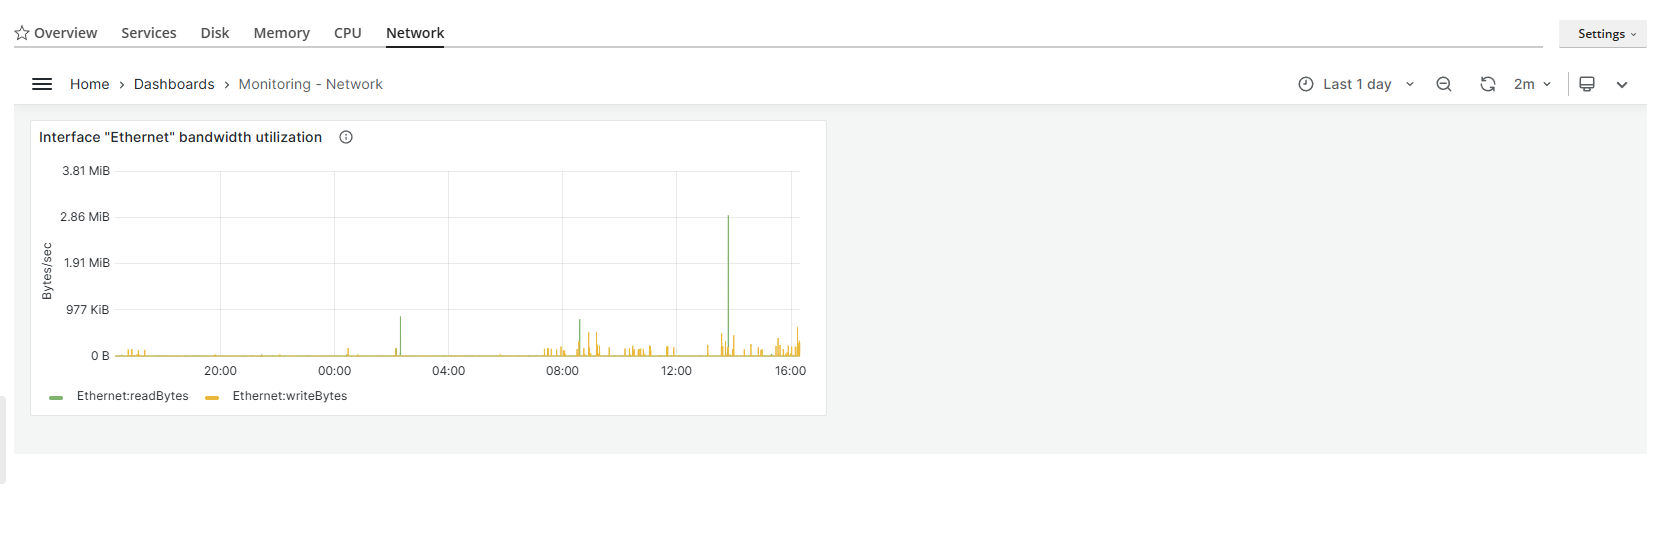 Overview Services Disk Memory CPU Network Settings
Home › Dashboards › Monitoring - Network Last 1 day 2m
Interface "Ethernet" bandwidth utilization
Bytes/sec
3.81 MiB
2.86 MiB
1.91 MiB
977 KiB
0 B
20:00 00:00 04:00 08:00 12:00 16:00
Ethernet:readBytes Ethernet:writeBytes